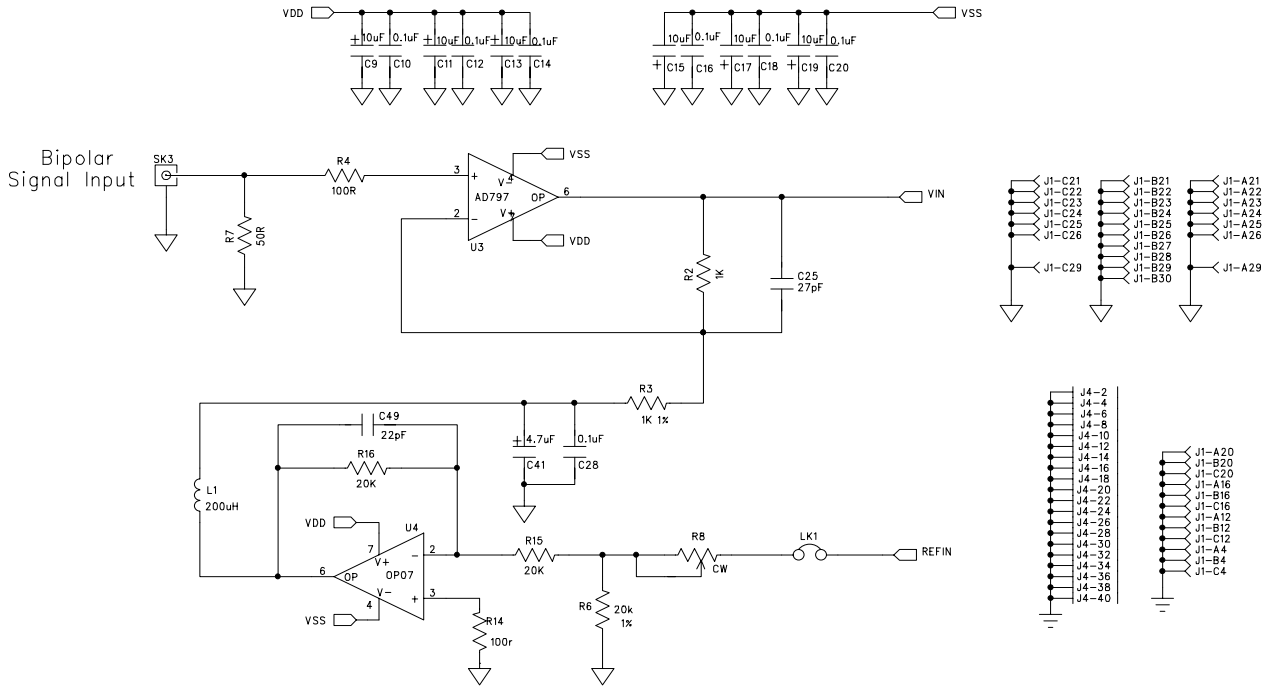 VDD
VSS
10uF 0.1uF 10uF 0.1uF 10uF 0.1uF
+ + +
C9 C10 C11 C12 C13 C14
10uF 0.1uF 10uF 0.1uF 10uF 0.1uF
+ + +
C15 C16 C17 C18 C19 C20
Bipolar
Signal Input
SK3
R4
100R
R7
50R
3
+
2
-
V-
4
AD797
OP
6
V+
7
U3
VSS
VDD
VIN
R2
1K
C25
27pF
R3
1K 1%
+
4.7uF
C41
0.1uF
C28
C49
22pF
R16
20K
L1
200uH
VDD
U4
7
V+
2
-
6
OP
OP07
V-
4
+
3
VSS
R14
100r
R15
20K
R6
20k
1%
R8
CW
LK1
REFIN
J1-C21
J1-C22
J1-C23
J1-C24
J1-C25
J1-C26
J1-C29
J1-B21
J1-B22
J1-B23
J1-B24
J1-B25
J1-B26
J1-B27
J1-B28
J1-B29
J1-B30
J1-A21
J1-A22
J1-A23
J1-A24
J1-A25
J1-A26
J1-A29
J4-2
J4-4
J4-6
J4-8
J4-10
J4-12
J4-14
J4-16
J4-18
J4-20
J4-22
J4-24
J4-26
J4-28
J4-30
J4-32
J4-34
J4-36
J4-38
J4-40
J1-A20
J1-B20
J1-C20
J1-A16
J1-B16
J1-C16
J1-A12
J1-B12
J1-C12
J1-A4
J1-B4
J1-C4